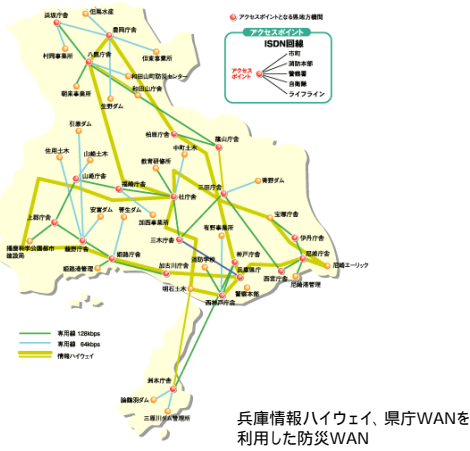 但馬水産
浜坂庁舎
豊岡庁舎
アクセスポイントとなる県地方機関
アクセスポイント
ISDN回線
市町
消防本部
アクセス
ポイント
警察署
自衛隊
ライフライン
村岡事業所
但東事業所
八鹿庁舎
和田山町防災センター
和田山庁舎
朝来事業所
生野ダム
引原ダム
柏原庁舎
篠山庁舎
中町土木
佐用土木
山崎土木
教育研修所
山崎庁舎
福崎庁舎
三田庁舎
青野ダム
社庁舎
安富ダム
菅生ダム
上郡庁舎
加西事業所
宝塚庁舎
有野事業所
伊丹庁舎
播磨科学公園都市
建設局
龍野庁舎
三木庁舎
姫路庁舎
神戸庁舎
尼崎庁舎
姫路港管理
加古川庁舎
消防学校
兵庫県庁
尼崎エーリック
西宮庁舎
尼崎港管理
明石土木
警察本部
西神戸庁舎
専用線 128kbps
専用線 64kbps
情報ハイウェイ
洲本庁舎
諭鶴羽ダム
三原川ダム管理所
兵庫情報ハイウェイ、県庁WANを
利用した防災WAN